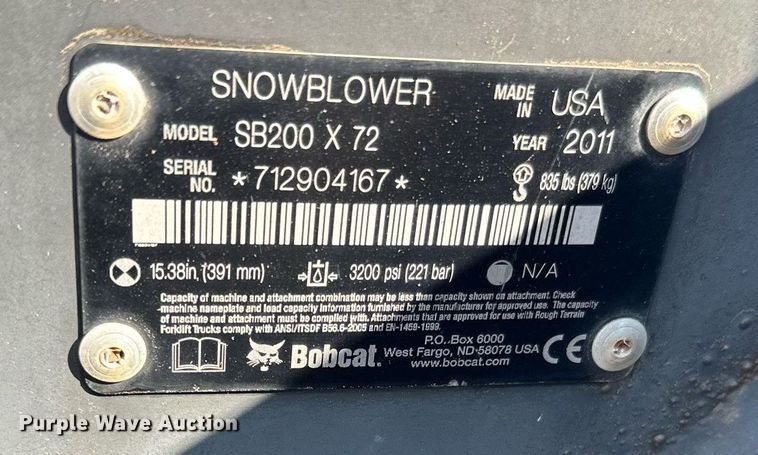 SNOWBLOWER MADE IN USA
MODEL SB200 X 72 YEAR 2011
SERIAL NO. *712904167* 835 lbs (379 kg)
15.38in. (391 mm) 3200 psi (221 bar) N/A
Capacity of machine and attachment combination may be less than capacity shown on attachment. Check
machine nameplate and load capacity information furnished by the manufacturer for approved use. The capacity
of machine and attachment must be complied with. Attachments that are approved for use with Rough Terrain
Forklift Trucks comply with ANSI/ITSDF B56.6-2005 and EN-1459-1999.
Bobcat
P.O. Box 6000
West Fargo, ND 58078 USA
www.bobcat.com
CE
Purple Wave Auction